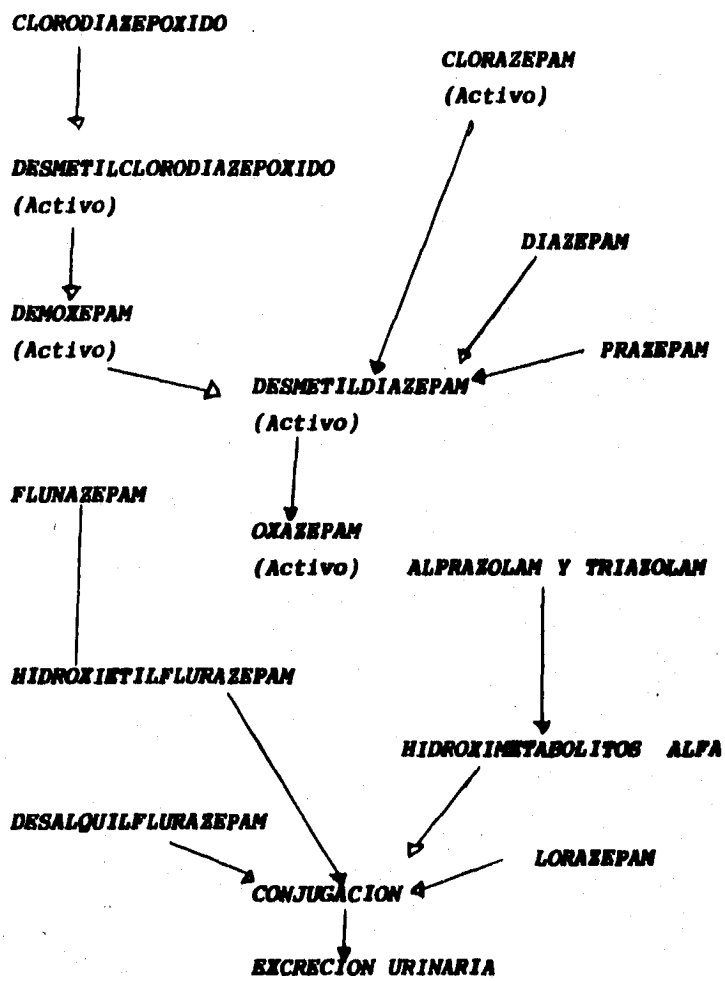 CLORODIAZEPOXIDO
CLORAZEPAM
(Activo)
DESMETILCLORODIAZEPOXIDO
(Activo)
DIAZEPAM
DEMOXEPAM
(Activo)
PRAZEPAM
DESMETILDIAZEPAM
(Activo)
FLUNAZEPAM
OXAZEPAM
(Activo)
ALPRAZOLAM Y TRIAZOLAM
HIDROXIETILFLURAZEPAM
HIDROXIMETABOLITOS ALFA
DESALQUILFLURAZEPAM
LORAZEPAM
CONJUGACION
EXCRECION URINARIA